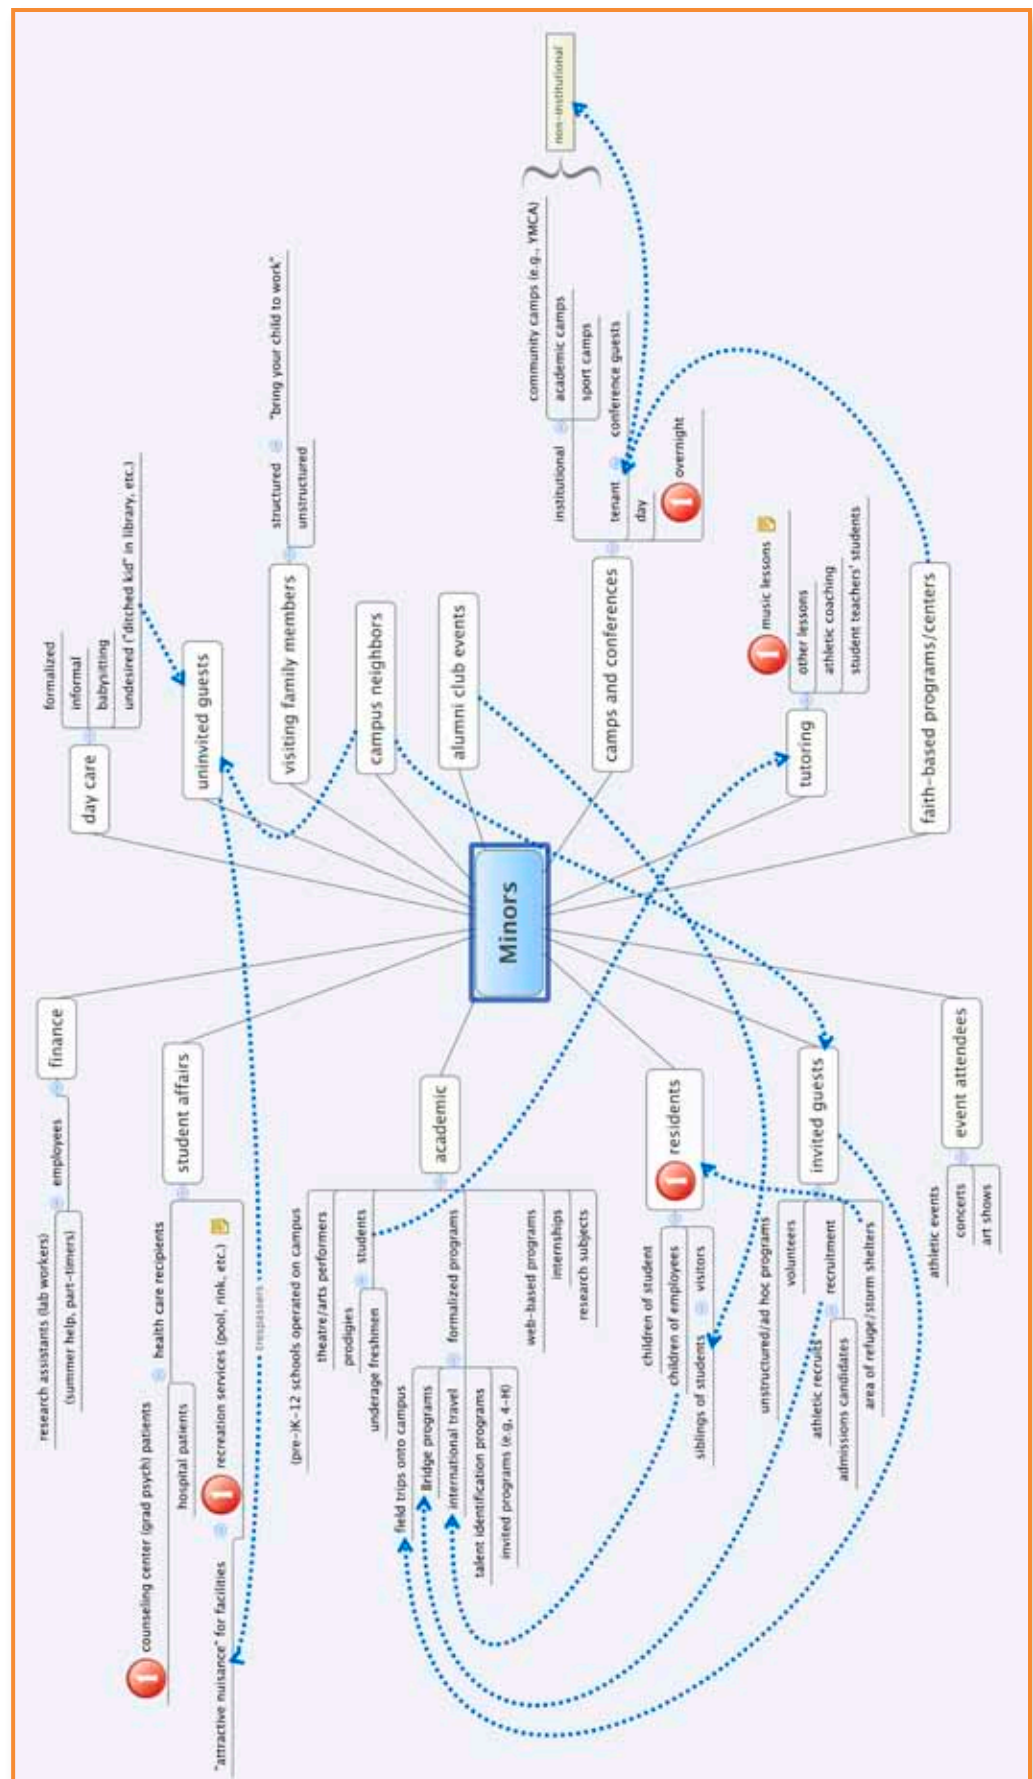 Minors
day care
formalized
informal
babysitting
undesired ("ditched kid" in library, etc.)
uninvited guests
visiting family members
structured
"bring your child to work"
unstructured
campus neighbors
alumni club events
camps and conferences
institutional
community camps (e.g., YMCA)
academic camps
sport camps
non-institutional
tenant
conference guests
day
1 overnight
tutoring
1 music lessons
other lessons
athletic coaching
student teachers' students
faith-based programs/centers
finance
employees
research assistants (lab workers)
(summer help, part-timers)
student affairs
health care recipients
1 counseling center (grad psych) patients
hospital patients
1 recreation services (pool, rink, etc.)
"attractive nuisance" for facilities
trespassers
academic
(pre-)K-12 schools operated on campus
theatre/arts performers
students
prodigies
underage freshmen
formalized programs
field trips onto campus
Bridge programs
international travel
talent identification programs
invited programs (e.g, 4-H)
web-based programs
internships
research subjects
1 residents
children of student
children of employees
visitors
siblings of students
invited guests
unstructured/ad hoc programs
volunteers
recruitment
athletic recruits
admissions candidates
area of refuge/storm shelters
event attendees
athletic events
concerts
art shows